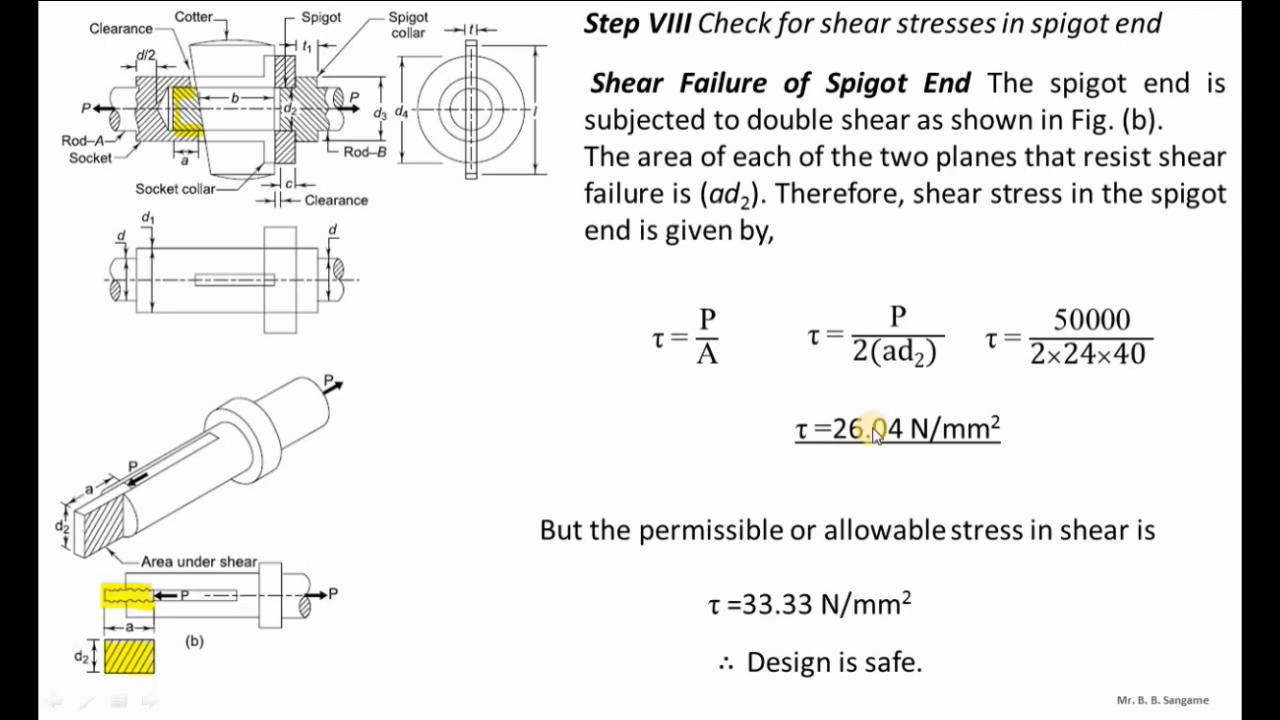 Cotter
Clearance
Spigot
Spigot
collar
d/2
t₁
t
P
b
d₂
P
d₃
d₄
l
Rod–A
Socket
a
Rod–B
Socket collar
c
Clearance
d₁
d
d
P
P
a
d₂
Area under shear
P
P
a
(b)
d₂
Step VIII Check for shear stresses in spigot end
Shear Failure of Spigot End The spigot end is
subjected to double shear as shown in Fig. (b).
The area of each of the two planes that resist shear
failure is (ad₂). Therefore, shear stress in the spigot
end is given by,
τ = P/A τ = P/2(ad₂) τ = 50000/2×24×40
τ =26.04 N/mm²
But the permissible or allowable stress in shear is
τ =33.33 N/mm²
∴ Design is safe.
Mr. B. B. Sangame